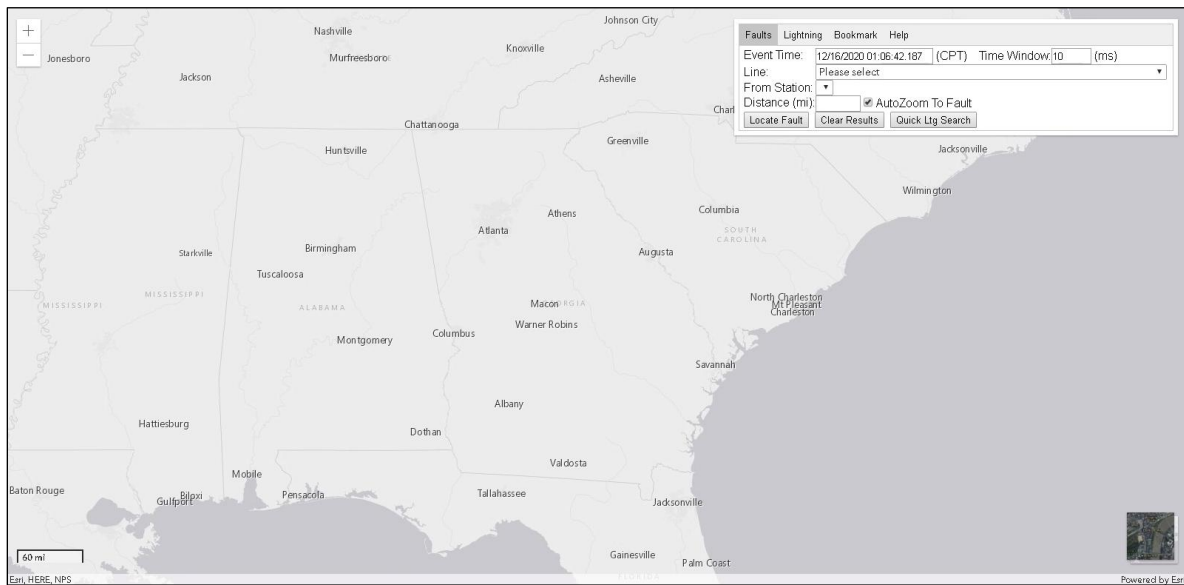 +
−
Johnson City
Nashville
Jonesboro
Murfreesboro
Knoxville
Jackson
Asheville
Faults Lightning Bookmark Help
Event Time: 12/16/2020 01:06:42.187 (CPT) Time Window: 10 (ms)
Line: Please select
From Station:
Distance (mi): AutoZoom To Fault
Locate Fault Clear Results Quick Ltg Search
Charl
Chattanooga
Greenville
Huntsville
Jacksonville
Wilmington
Athens
Columbia
Atlanta
SOUTH
CAROLINA
Birmingham
Starkville
Augusta
Tuscaloosa
MISSISSIPPI
MISSISSIPPI
ALABAMA
Macon
ORGIA
North Charleston
Mt Pleasant
Charleston
Warner Robins
Columbus
Montgomery
Savannah
Albany
Hattiesburg
Dothan
Valdosta
Mobile
Baton Rouge
Biloxi
Gulfport
Pensacola
Tallahassee
Jacksonville
60 mi
Gainesville
Palm Coast
FLORIDA
Esri, HERE, NPS
Powered by Esri